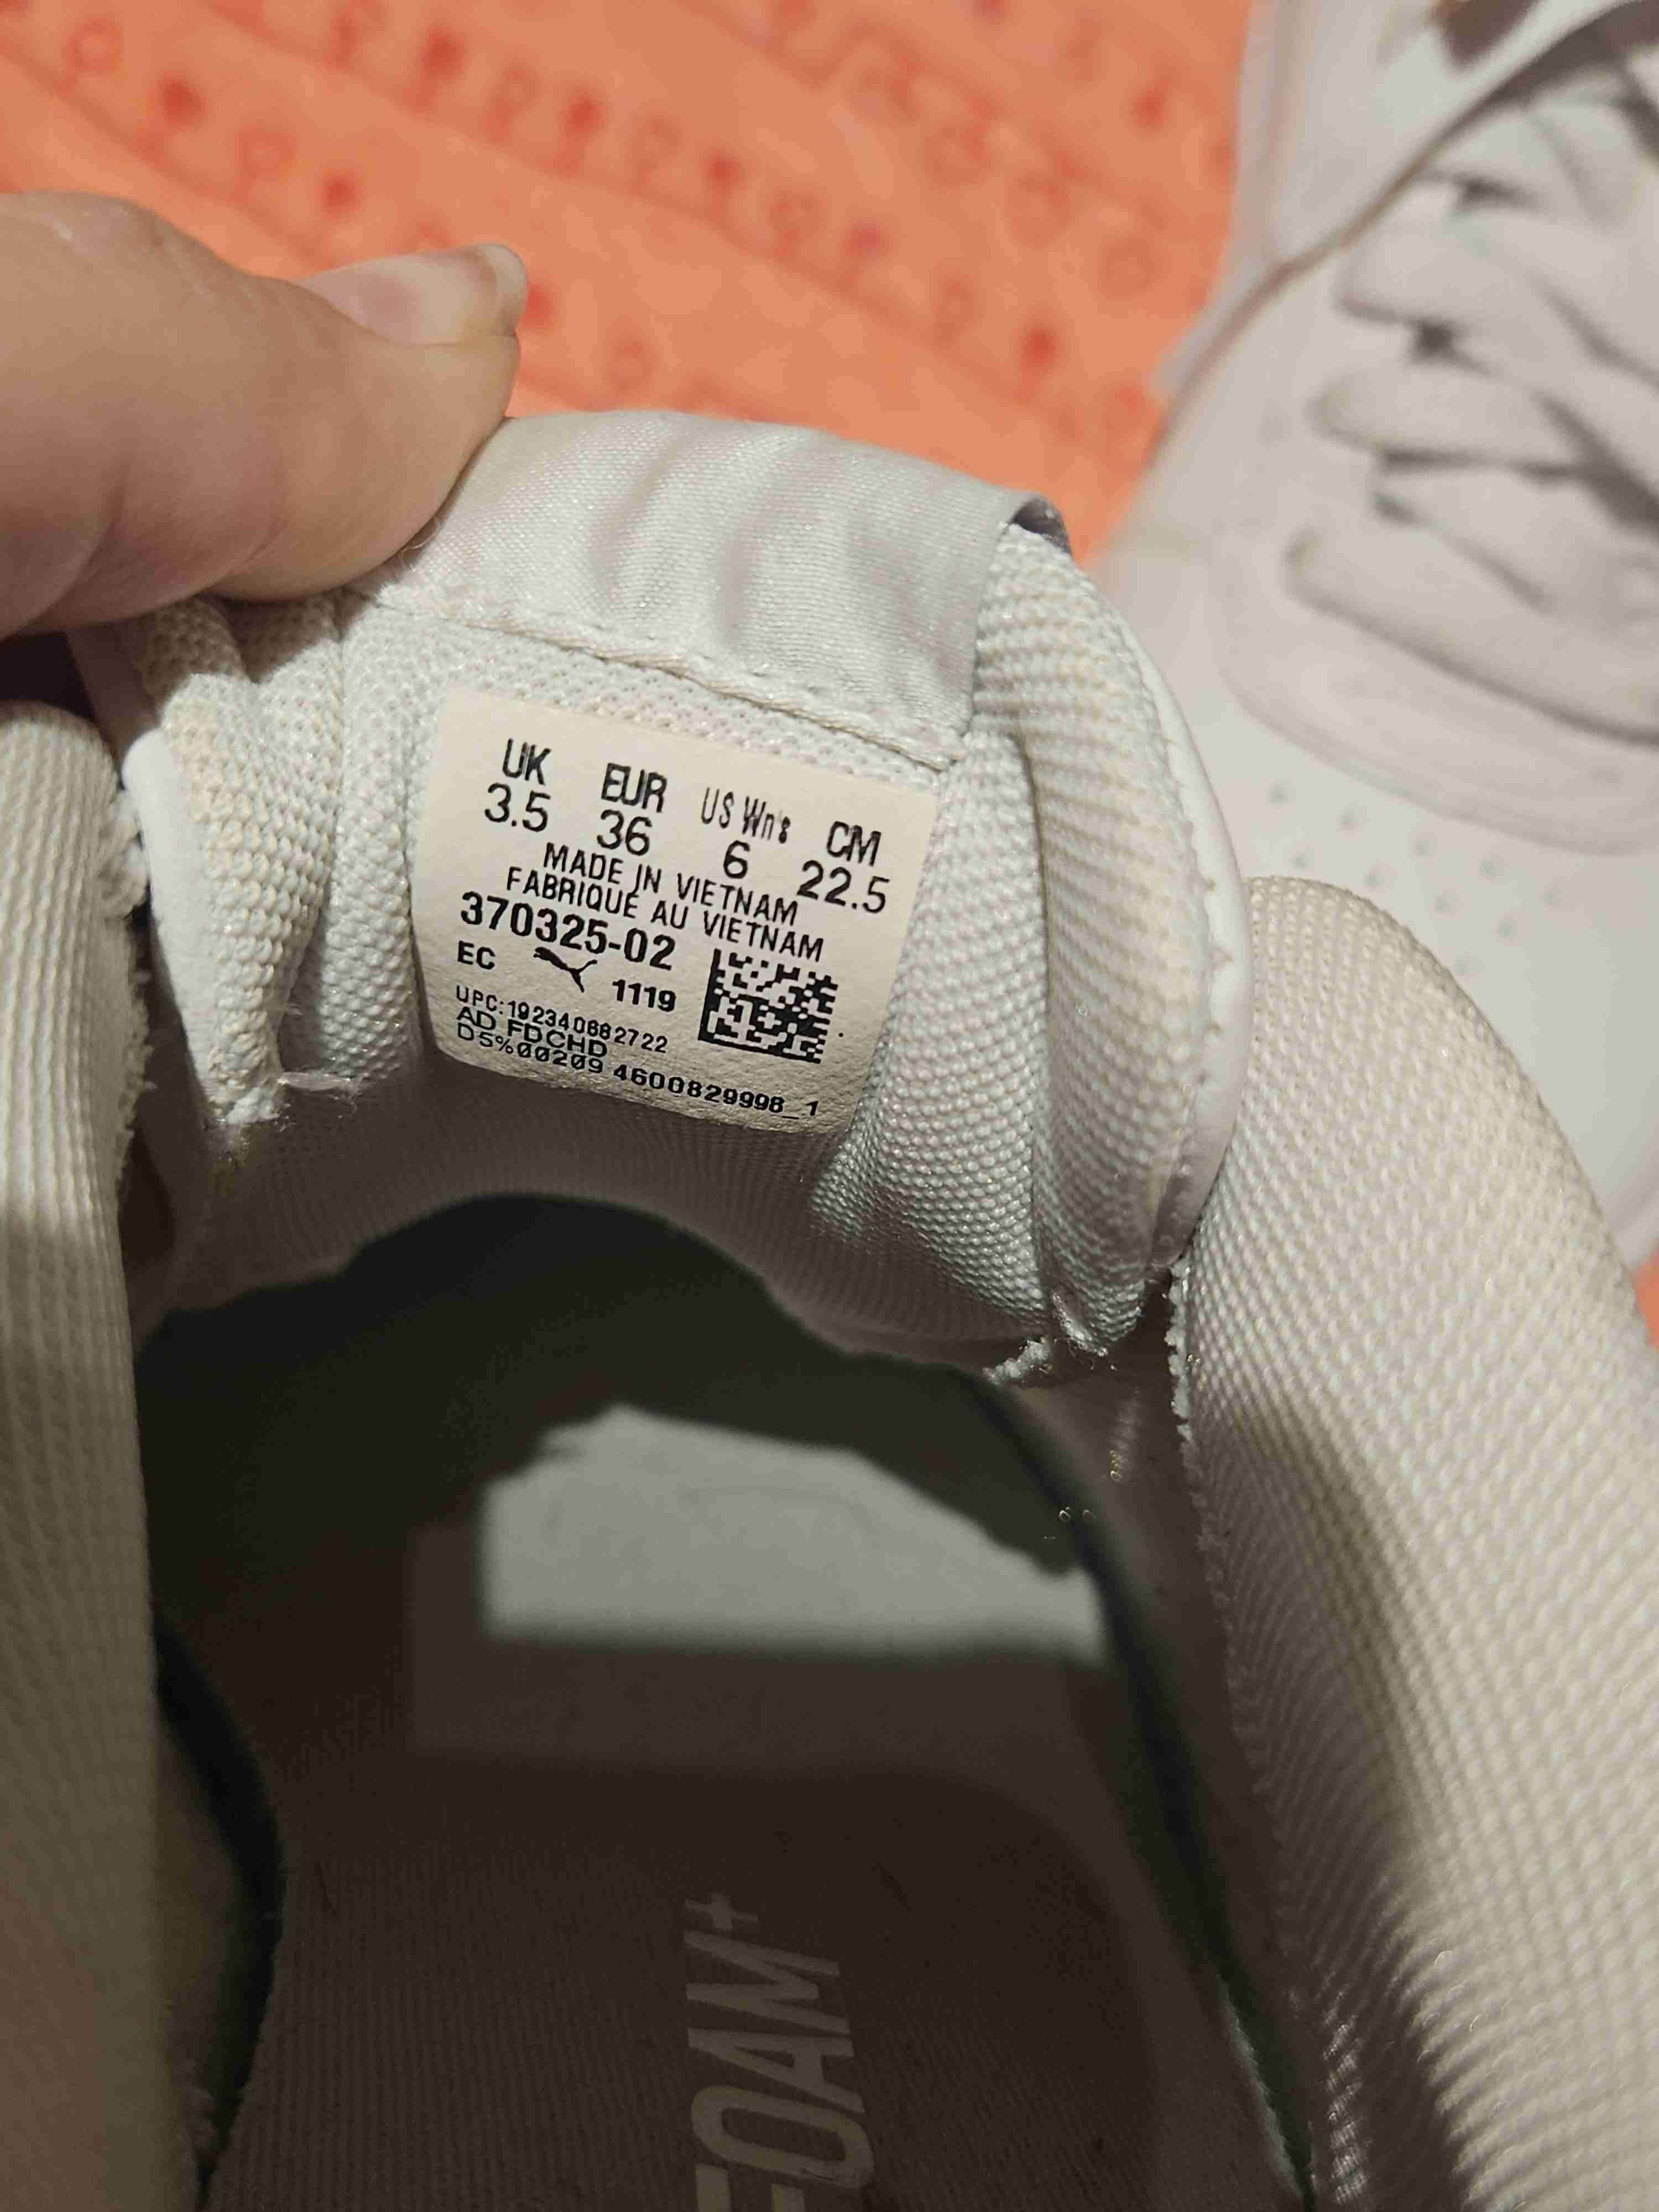 UK EUR US Wn's CM
3.5 36 6 22.5
MADE IN VIETNAM
FABRIQUÉ AU VIETNAM
370325-02
EC 1119
UPC:192340682722
AD FDCHD
D5%00209 4600829998_1
FOAM+